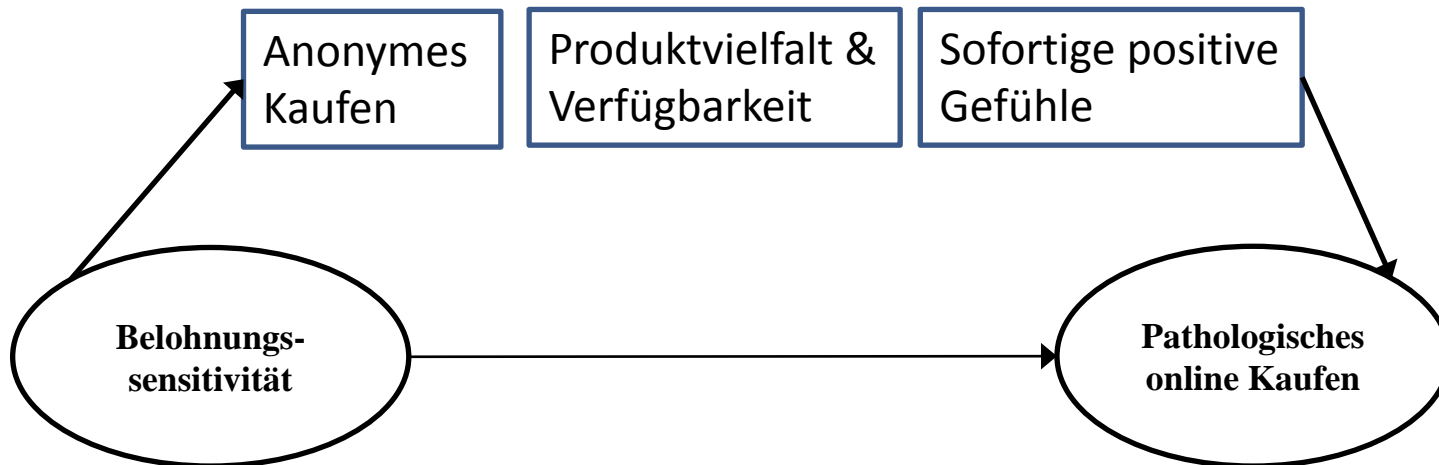 Anonymes
Kaufen
Produktvielfalt &
Verfügbarkeit
Sofortige positive
Gefühle
Belohnungs-
sensitivität
Pathologisches
online Kaufen